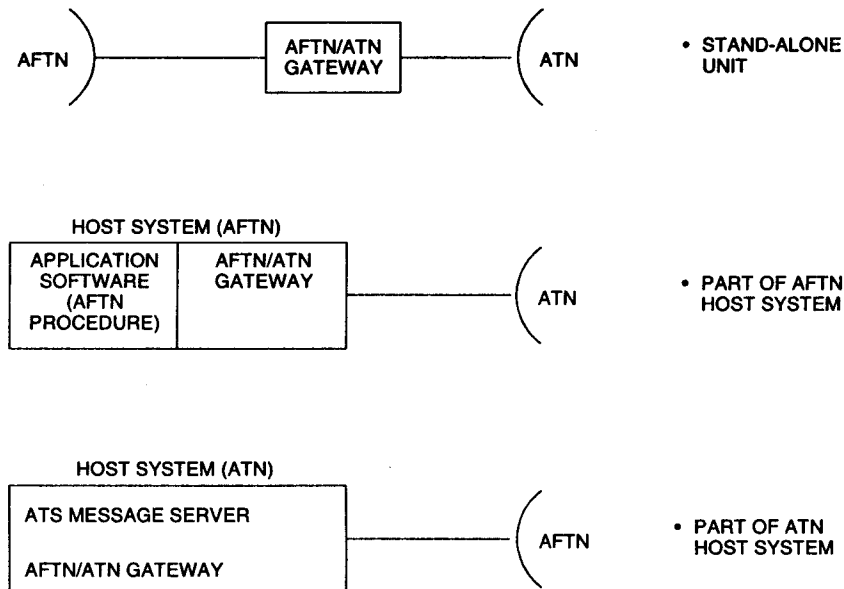 AFTN
AFTN/ATN
GATEWAY
ATN
• STAND-ALONE
UNIT
HOST SYSTEM (AFTN)
APPLICATION
SOFTWARE
(AFTN
PROCEDURE)
AFTN/ATN
GATEWAY
ATN
• PART OF AFTN
HOST SYSTEM
HOST SYSTEM (ATN)
ATS MESSAGE SERVER
AFTN/ATN GATEWAY
AFTN
• PART OF ATN
HOST SYSTEM